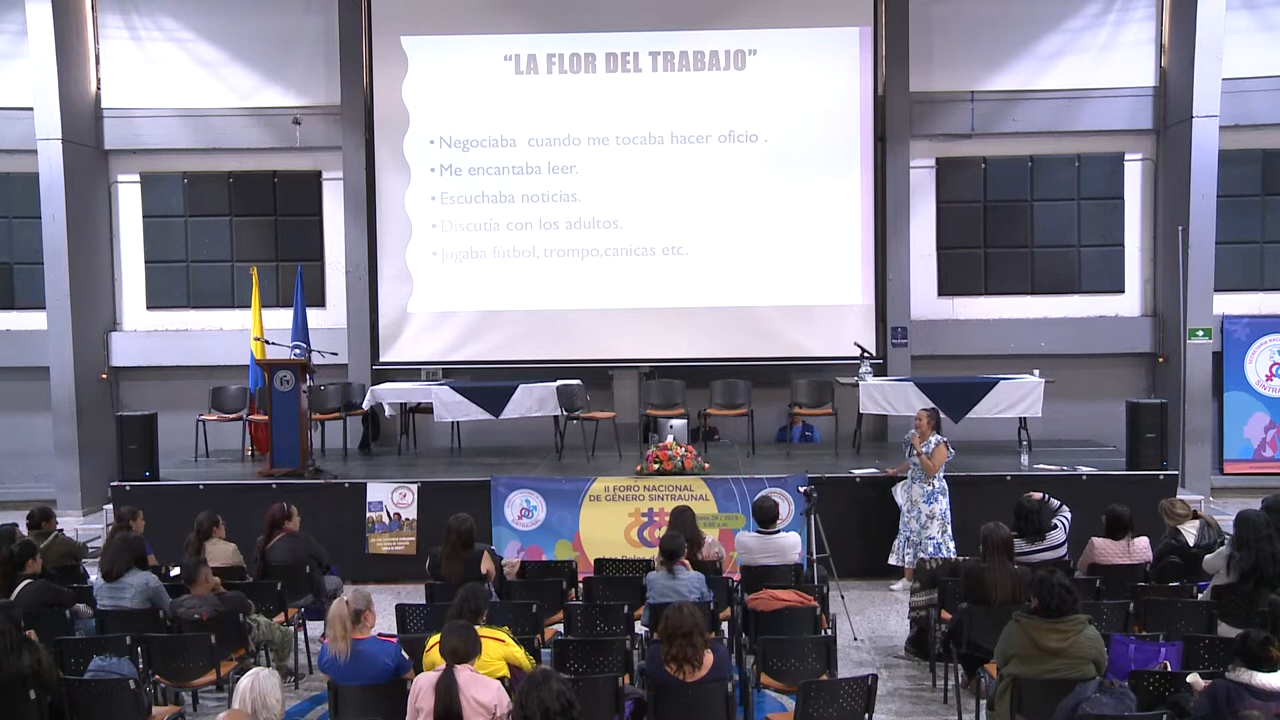 “LA FLOR DEL TRABAJO”
• Negociaba cuando me tocaba hacer oficio .
• Me encantaba leer.
• Escuchaba noticias.
• Discutía con los adultos.
• Jugaba futbol, trompo,canicas etc.
II FORO NACIONAL
DE GÉNERO SINTRAUNAL